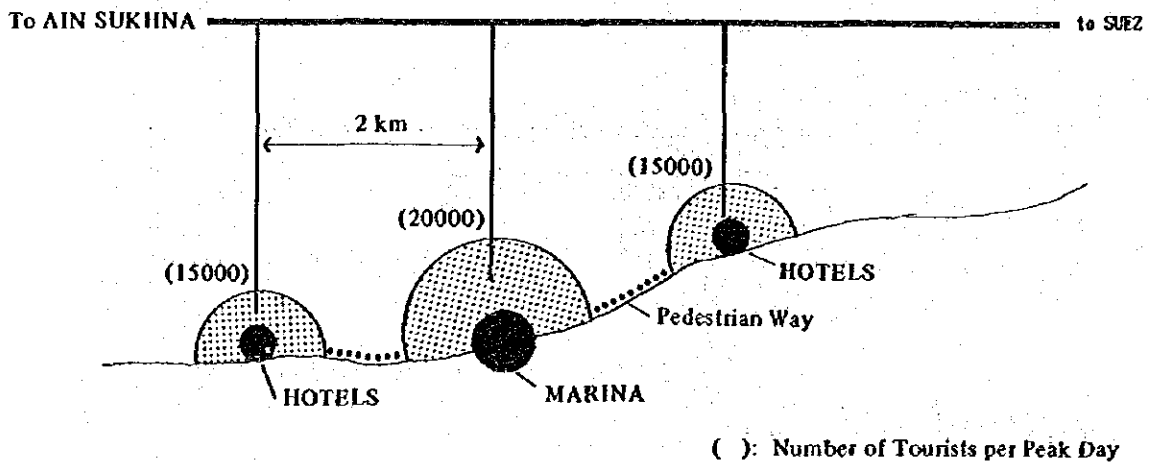 To AIN SUKHNA
to SUEZ
2 km
(15000)
(20000)
(15000)
HOTELS
Pedestrian Way
HOTELS
MARINA
( ): Number of Tourists per Peak Day